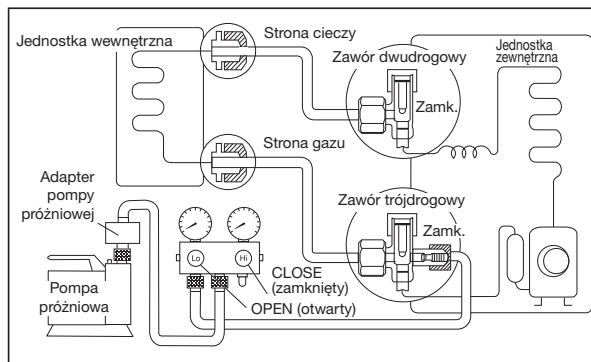 Jednostka wewnętrzna
Strona cieczy
Zawór dwudrogowy
Jednostka
zewnętrzna
Zamk.
Strona gazu
Zawór trójdrogowy
Zamk.
Adapter
pompy
próżniowej
Lo
Hi
CLOSE
(zamknięty)
OPEN (otwarty)
Pompa
próżniowa